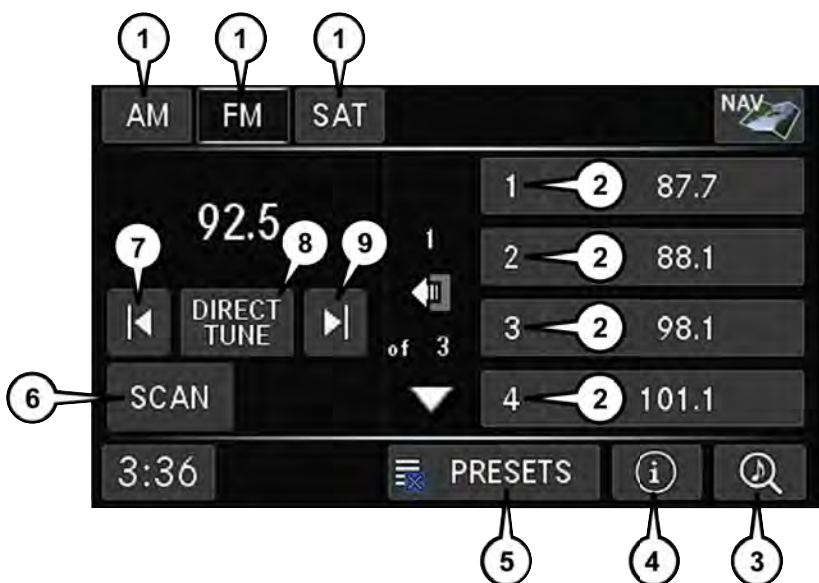 1 1 1
AM FM SAT NAV
92.5
7 8 9
DIRECT
TUNE
6 SCAN
1
of 3
1 2 87.7
2 2 88.1
3 2 98.1
4 2 101.1
3:36 PRESETS i
5 4 3